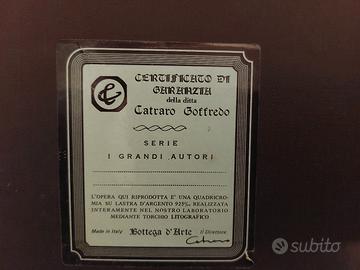 CERTIFICATO DI
GARANZIA
della ditta
Catraro Goffredo
SERIE
I GRANDI AUTORI
L'OPERA QUI RIPRODOTTA E' UNA QUADRICRO-
MIA SU LASTRA D'ARGENTO 925‰, REALIZZATA
INTERAMENTE NEL NOSTRO LABORATORIO
MEDIANTE TORCHIO LITOGRAFICO
Made in Italy Bottega d'Arte Il Direttore
subito